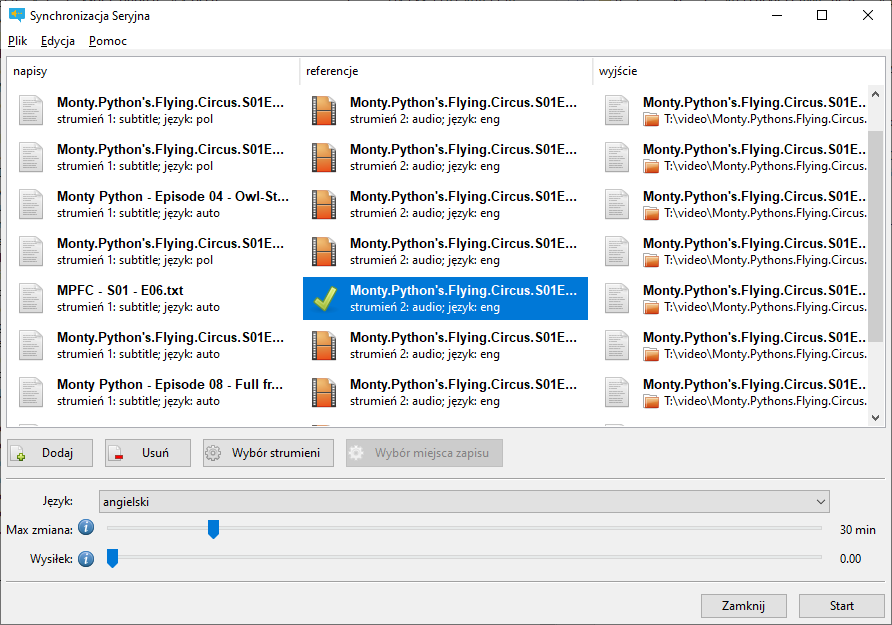 Synchronizacja Seryjna
Plik Edycja Pomoc
napisy referencje wyjście
Monty.Python's.Flying.Circus.S01E... Monty.Python's.Flying.Circus.S01E... Monty.Python's.Flying.Circus.S01E..
strumień 1: subtitle; język: pol strumień 2: audio; język: eng T:\video\Monty.Pythons.Flying.Circus.
Monty.Python's.Flying.Circus.S01E... Monty.Python's.Flying.Circus.S01E... Monty.Python's.Flying.Circus.S01E..
strumień 1: subtitle; język: pol strumień 2: audio; język: eng T:\video\Monty.Pythons.Flying.Circus.
Monty Python - Episode 04 - Owl-St... Monty.Python's.Flying.Circus.S01E... Monty.Python's.Flying.Circus.S01E..
strumień 1: subtitle; język: auto strumień 2: audio; język: eng T:\video\Monty.Pythons.Flying.Circus.
Monty.Python's.Flying.Circus.S01E... Monty.Python's.Flying.Circus.S01E... Monty.Python's.Flying.Circus.S01E..
strumień 1: subtitle; język: pol strumień 2: audio; język: eng T:\video\Monty.Pythons.Flying.Circus.
MPFC - S01 - E06.txt Monty.Python's.Flying.Circus.S01E... Monty.Python's.Flying.Circus.S01E..
strumień 1: subtitle; język: auto strumień 2: audio; język: eng T:\video\Monty.Pythons.Flying.Circus.
Monty.Python's.Flying.Circus.S01E... Monty.Python's.Flying.Circus.S01E... Monty.Python's.Flying.Circus.S01E..
strumień 1: subtitle; język: auto strumień 2: audio; język: eng T:\video\Monty.Pythons.Flying.Circus.
Monty Python - Episode 08 - Full fr... Monty.Python's.Flying.Circus.S01E... Monty.Python's.Flying.Circus.S01E..
strumień 1: subtitle; język: auto strumień 2: audio; język: eng T:\video\Monty.Pythons.Flying.Circus.
Dodaj Usuń Wybór strumieni Wybór miejsca zapisu
Język: angielski
Max zmiana: 30 min
Wysiłek: 0.00
Zamknij Start